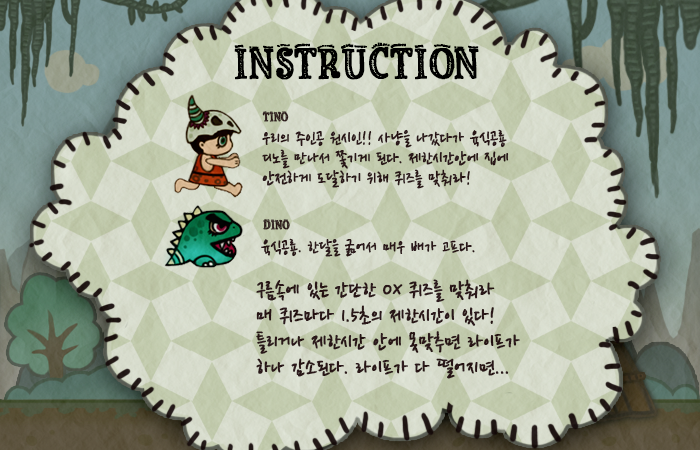 INSTRUCTION
TINO
우리의 주인공 원시인!! 사냥을 나갔다가 육식공룡
디노를 만나서 쫓기게 된다. 제한시간안에 집에
안전하게 도달하기 위해 퀴즈를 맞춰라!
DINO
육식공룡. 한달을 굶어서 매우 배가 고프다.
구름속에 있는 간단한 OX 퀴즈를 맞춰라
매 퀴즈마다 1.5초의 제한시간이 있다!
틀리거나 제한시간 안에 못맞추면 라이프가
하나 감소된다. 라이프가 다 떨어지면...